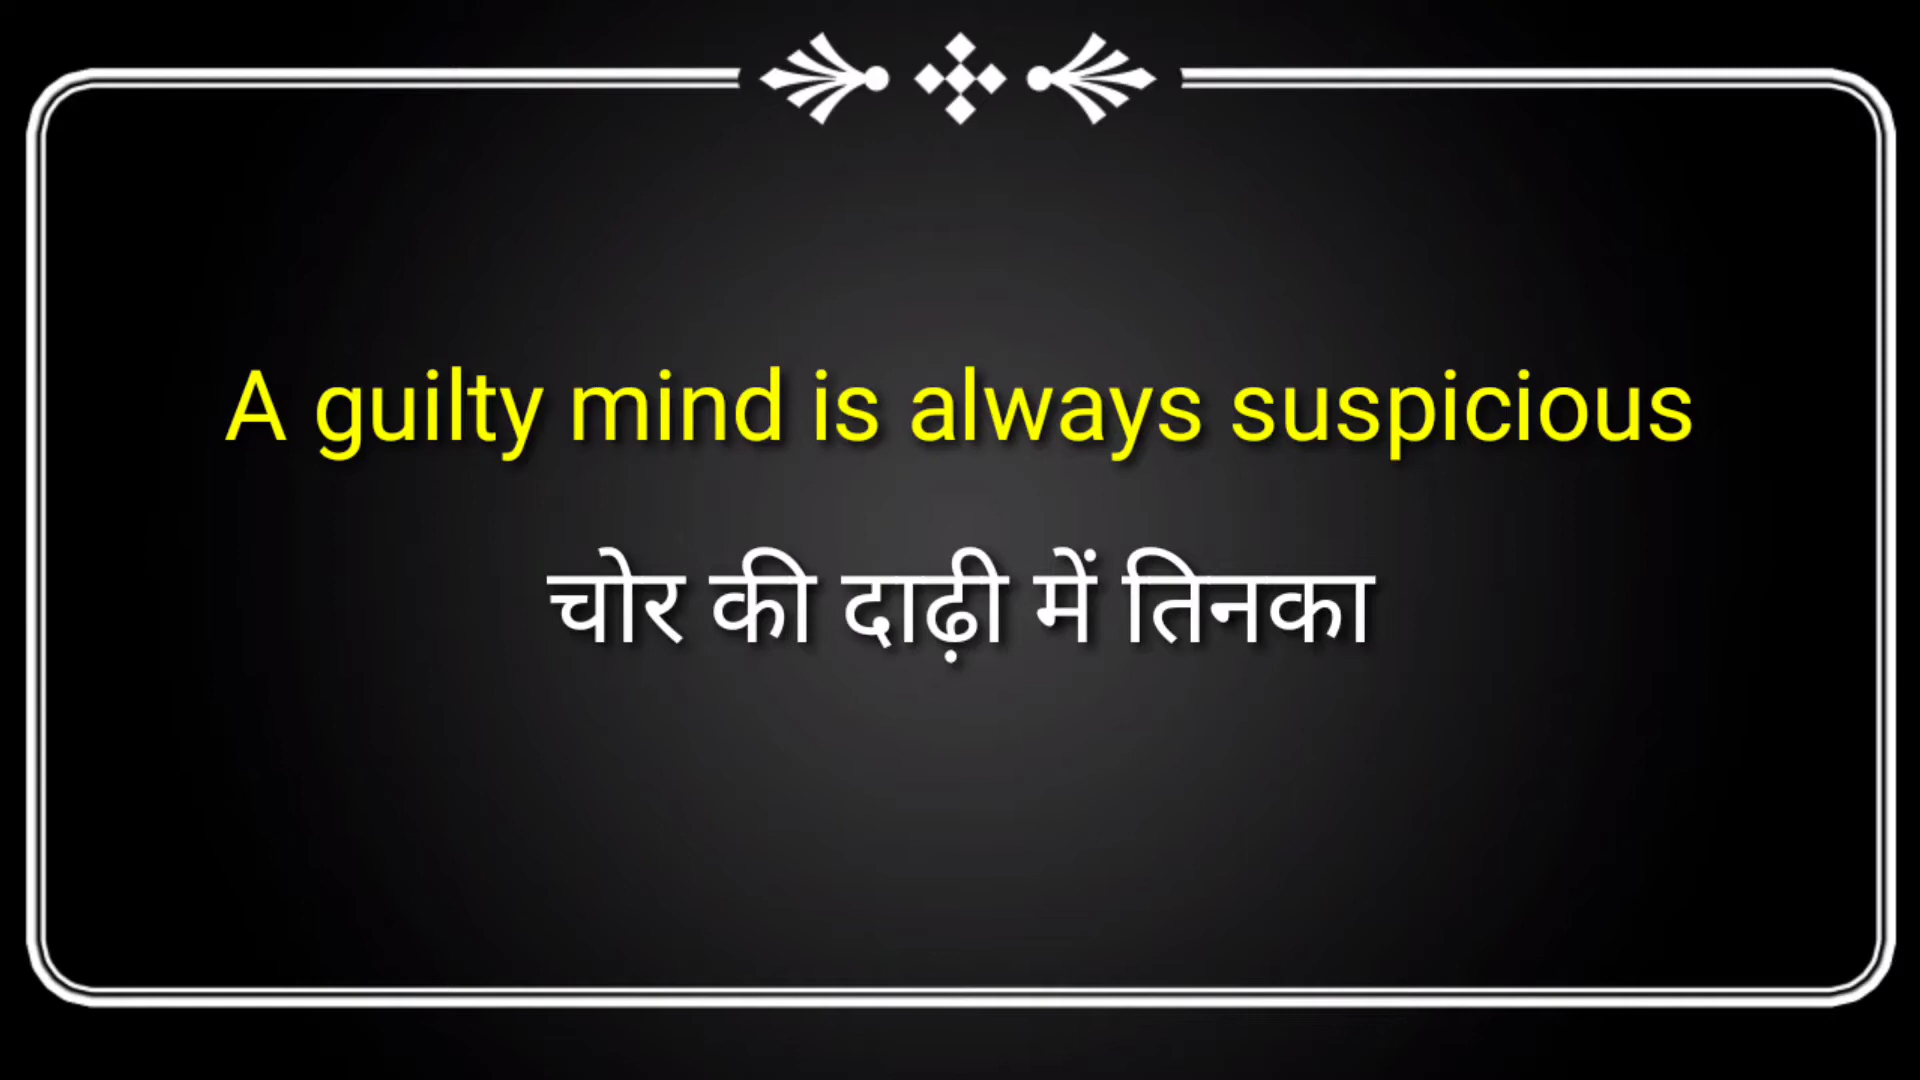 A guilty mind is always suspicious
चोर की दाढ़ी में तिनका